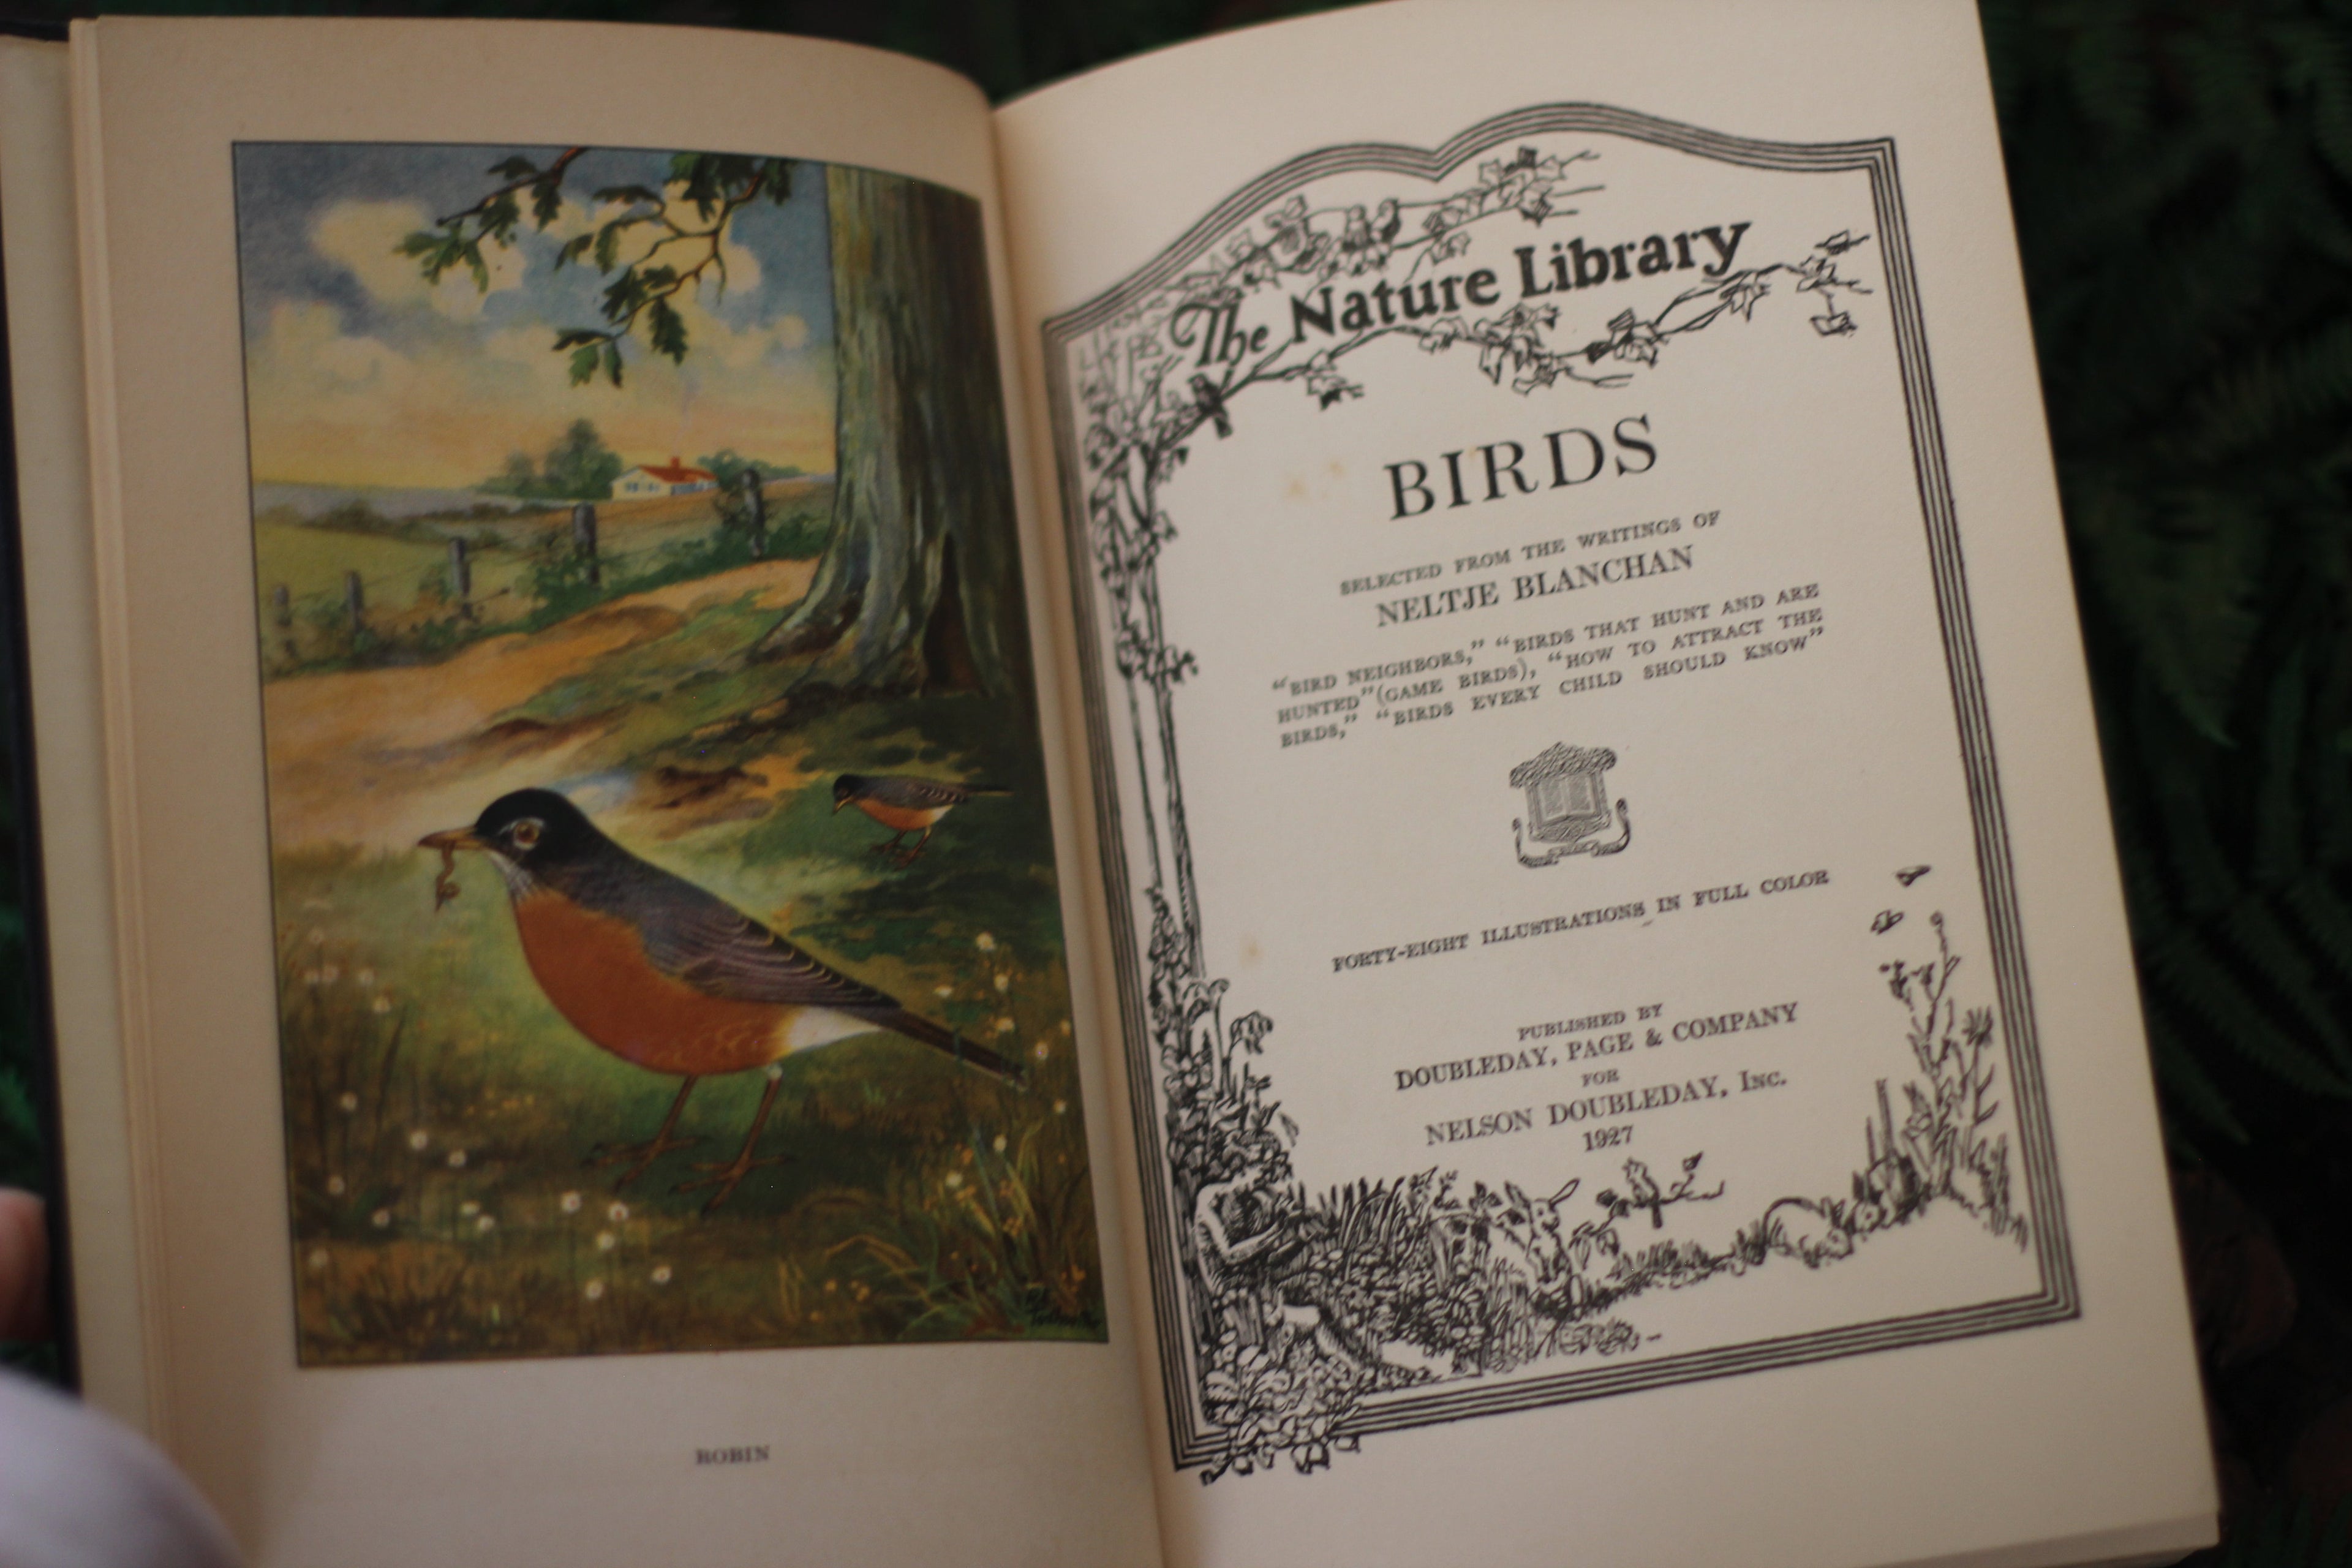 ROBIN
The Nature Library
BIRDS
SELECTED FROM THE WRITINGS OF
NELTJE BLANCHAN
“BIRD NEIGHBORS,” “BIRDS THAT HUNT AND ARE
HUNTED” (GAME BIRDS), “HOW TO ATTRACT THE
BIRDS,” “BIRDS EVERY CHILD SHOULD KNOW”
FORTY-EIGHT ILLUSTRATIONS IN FULL COLOR
PUBLISHED BY
DOUBLEDAY, PAGE & COMPANY
FOR
NELSON DOUBLEDAY, INC.
1927